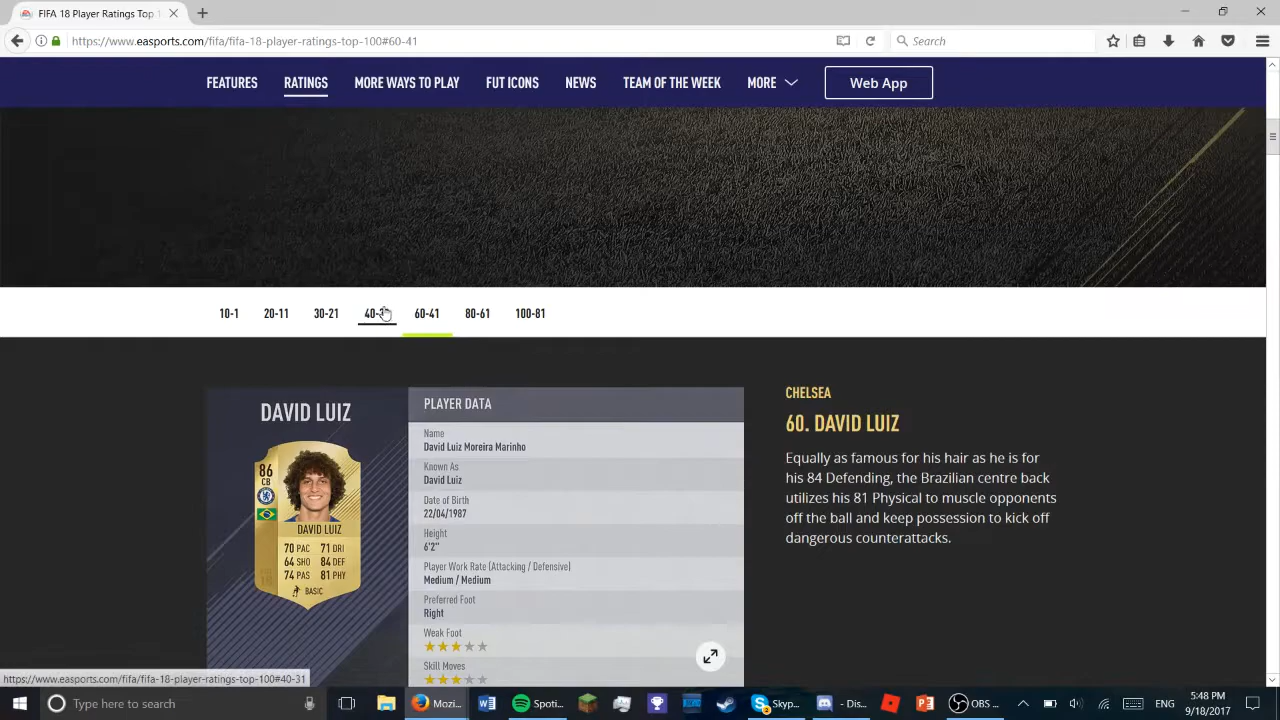 FIFA 18 Player Ratings Top 1
https://www.easports.com/fifa/fifa-18-player-ratings-top-100#60-41
Search
FEATURES RATINGS MORE WAYS TO PLAY FUT ICONS NEWS TEAM OF THE WEEK MORE Web App
10-1 20-11 30-21 60-41 80-61 100-81
DAVID LUIZ
86
CB
DAVID LUIZ
70 PAC 71 DRI
64 SHO 84 DEF
74 PAS 81 PHY
BASIC
PLAYER DATA
Name
David Luiz Moreira Marinho
Known As
David Luiz
Date of Birth
22/04/1987
Height
6'2"
Player Work Rate (Attacking / Defensive)
Medium / Medium
Preferred Foot
Right
Weak Foot
Skill Moves
CHELSEA
60. DAVID LUIZ
Equally as famous for his hair as he is for
his 84 Defending, the Brazilian centre back
utilizes his 81 Physical to muscle opponents
off the ball and keep possession to kick off
dangerous counterattacks.
https://www.easports.com/fifa/fifa-18-player-ratings-top-100#40-31
Type here to search
Mozi...
Spoti...
Skyp...
- Dis...
OBS ...
5:48 PM
9/18/2017